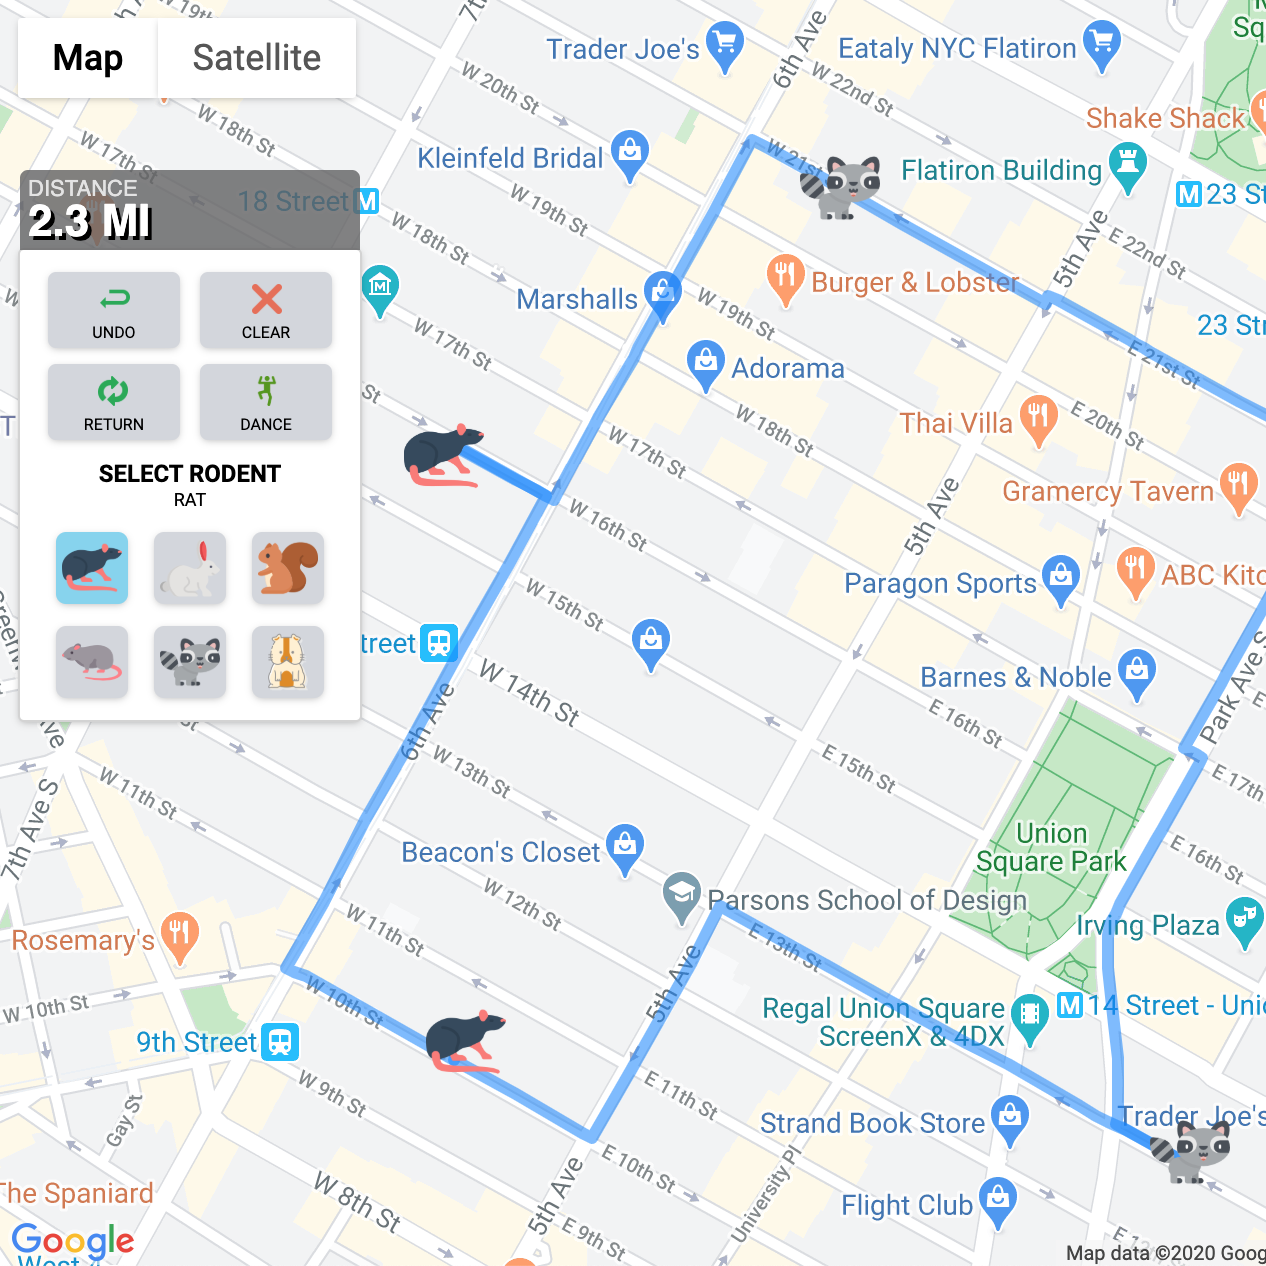 Map
Satellite
DISTANCE
2.3 MI
UNDO
CLEAR
RETURN
DANCE
SELECT RODENT
RAT
W 19th
7th
6th Ave
W 20th St
W 22nd St
W 18th St
W 17th St
Trader Joe's
Eataly NYC Flatiron
Shake Shack
Kleinfeld Bridal
W 21st
Flatiron Building
18 Street
M
M
23 St
W 19th St
W 18th St
5th Ave
E 22nd St
Burger & Lobster
Marshalls
W 19th St
23 Str
W 17th St
E 21st St
Adorama
St
W 18th St
Thai Villa
E 20th St
W 17th St
Gramercy Tavern
5th Ave
W 16th St
Paragon Sports
ABC Kitc
W 15th St
treet
Barnes & Noble
Park Ave S
W 14th St
E 16th St
6th Ave
E 15th St
W 13th St
E 17th
W 11th St
7th Ave S
Union
Square Park
E 16th St
Beacon's Closet
W 12th St
Parsons School of Design
W 11th St
Irving Plaza
Rosemary's
E 13th St
5th Ave
W 10th St
W 10th St
Regal Union Square
ScreenX & 4DX
M
14 Street - Unio
9th Street
W 9th St
E 11th St
Gay St
Strand Book Store
Trader Joe's
E 10th St
University Pl
The Spaniard
W 8th St
5th Ave
Flight Club
E 9th St
Google
West
Map data ©2020 Goog